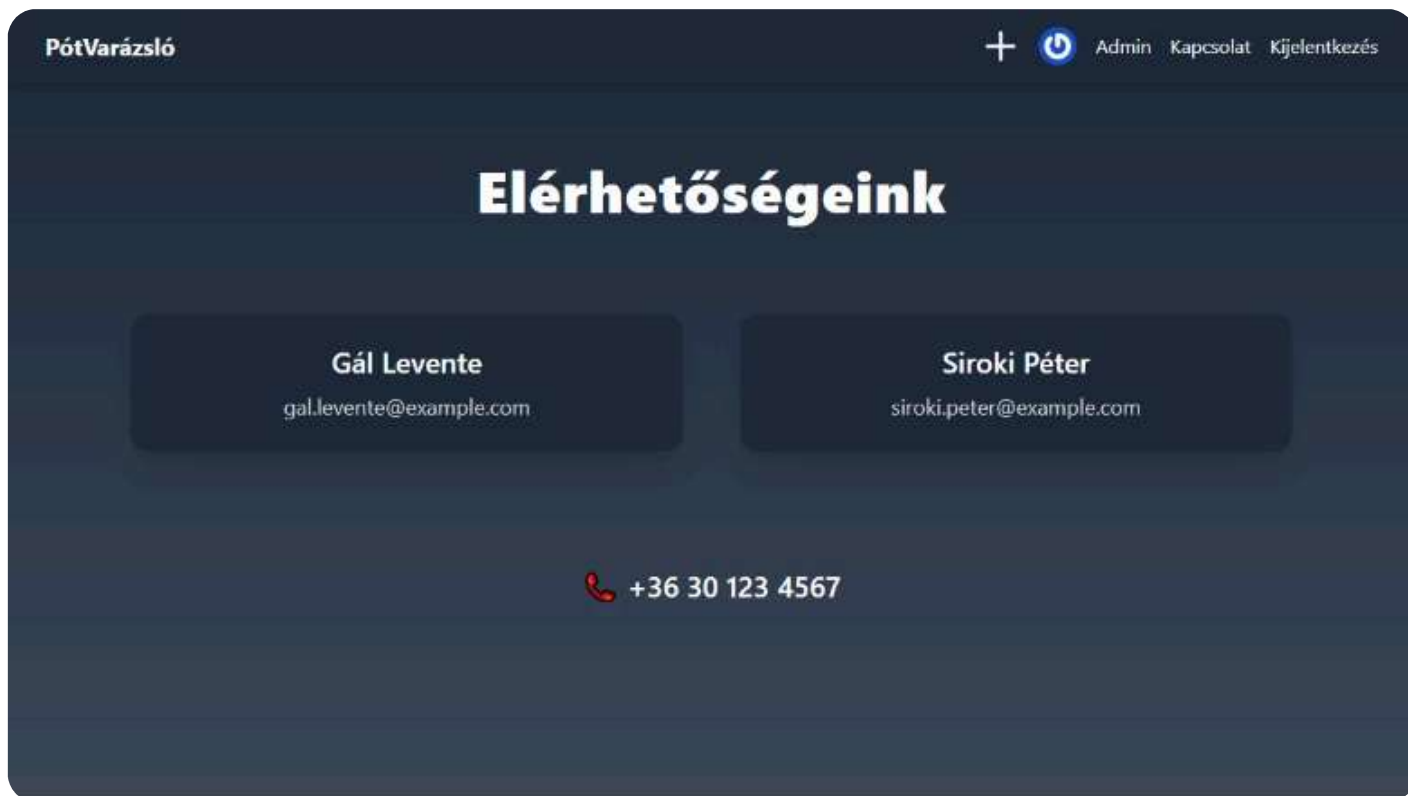 PótVarázsló
Admin Kapcsolat Kijelentkezés
Elérhetőségeink
Gál Levente
gal.levente@example.com
Siroki Péter
siroki.peter@example.com
+36 30 123 4567